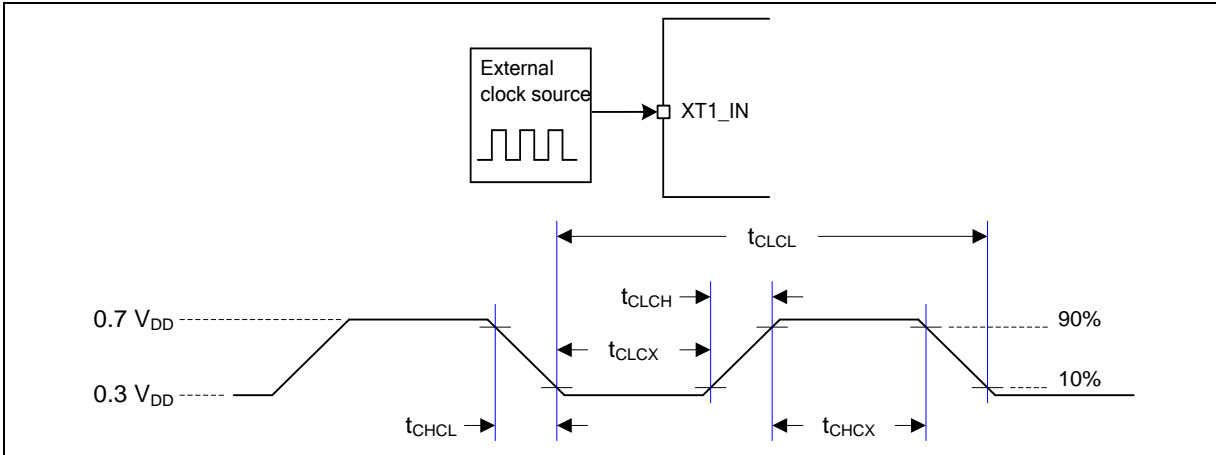 External
clock source
XT1_IN
tCLCL
tCLCH
0.7 VDD
90%
tCLCX
0.3 VDD
10%
tCHCL
tCHCX